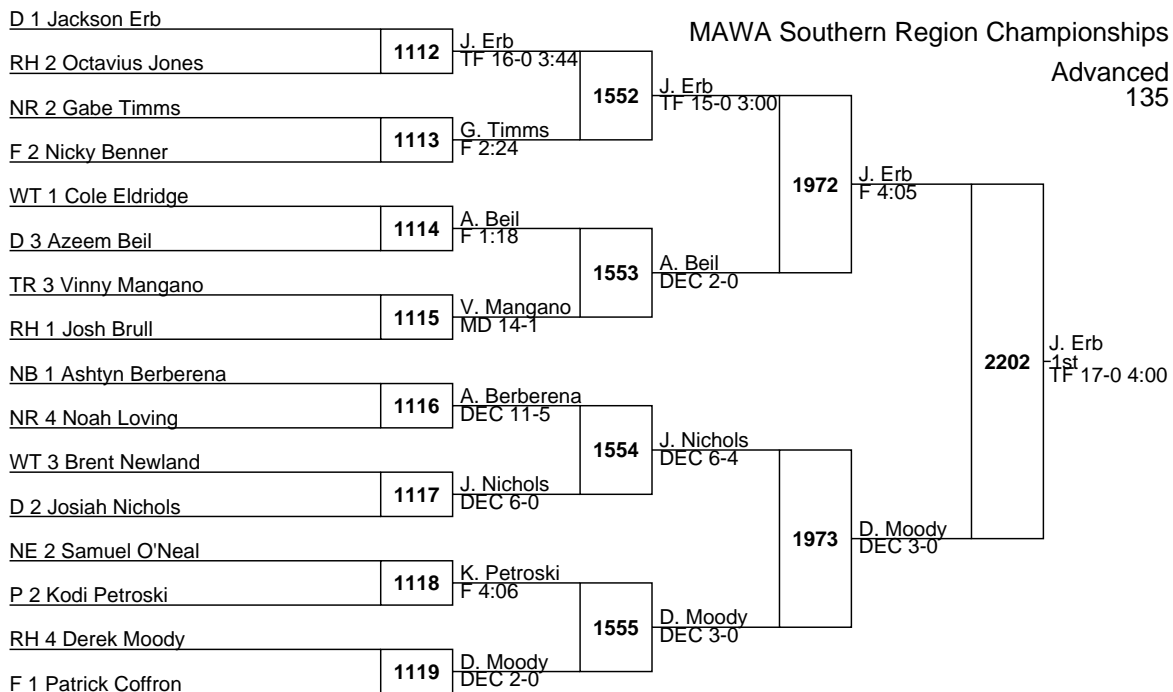 MAWA Southern Region Championships
Advanced
135
D 1 Jackson Erb
RH 2 Octavius Jones
NR 2 Gabe Timms
F 2 Nicky Benner
WT 1 Cole Eldridge
D 3 Azeem Beil
TR 3 Vinny Mangano
RH 1 Josh Brull
NB 1 Ashtyn Berberena
NR 4 Noah Loving
WT 3 Brent Newland
D 2 Josiah Nichols
NE 2 Samuel O'Neal
P 2 Kodi Petroski
RH 4 Derek Moody
F 1 Patrick Coffron
1112
1113
1114
1115
1116
1117
1118
1119
J. Erb
TF 16-0 3:44
G. Timms
F 2:24
A. Beil
F 1:18
V. Mangano
MD 14-1
A. Berberena
DEC 11-5
J. Nichols
DEC 6-0
K. Petroski
F 4:06
D. Moody
DEC 2-0
1552
1553
1554
1555
J. Erb
TF 15-0 3:00
A. Beil
DEC 2-0
J. Nichols
DEC 6-4
D. Moody
DEC 3-0
1972
1973
J. Erb
F 4:05
D. Moody
DEC 3-0
2202
J. Erb
1st
TF 17-0 4:00